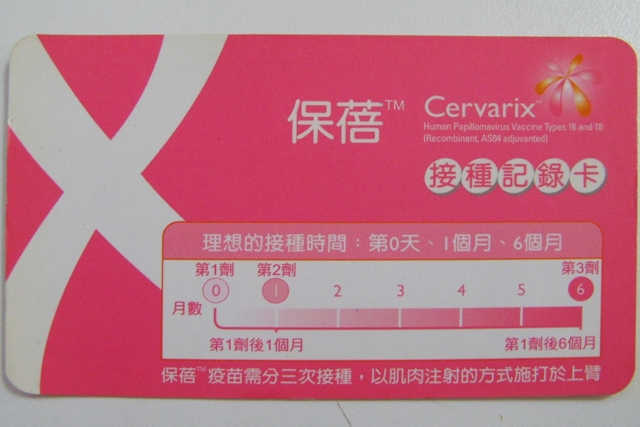 保蓓™ Cervarix™
Human Papillomavirus Vaccine Types 16 and 18
(Recombinant, AS04 adjuvanted)
接種記錄卡
理想的接種時間：第0天、1個月、6個月
第1劑 第2劑 第3劑
月數 0 1 2 3 4 5 6
第1劑後1個月 第1劑後6個月
保蓓™疫苗需分三次接種，以肌肉注射的方式施打於上臂